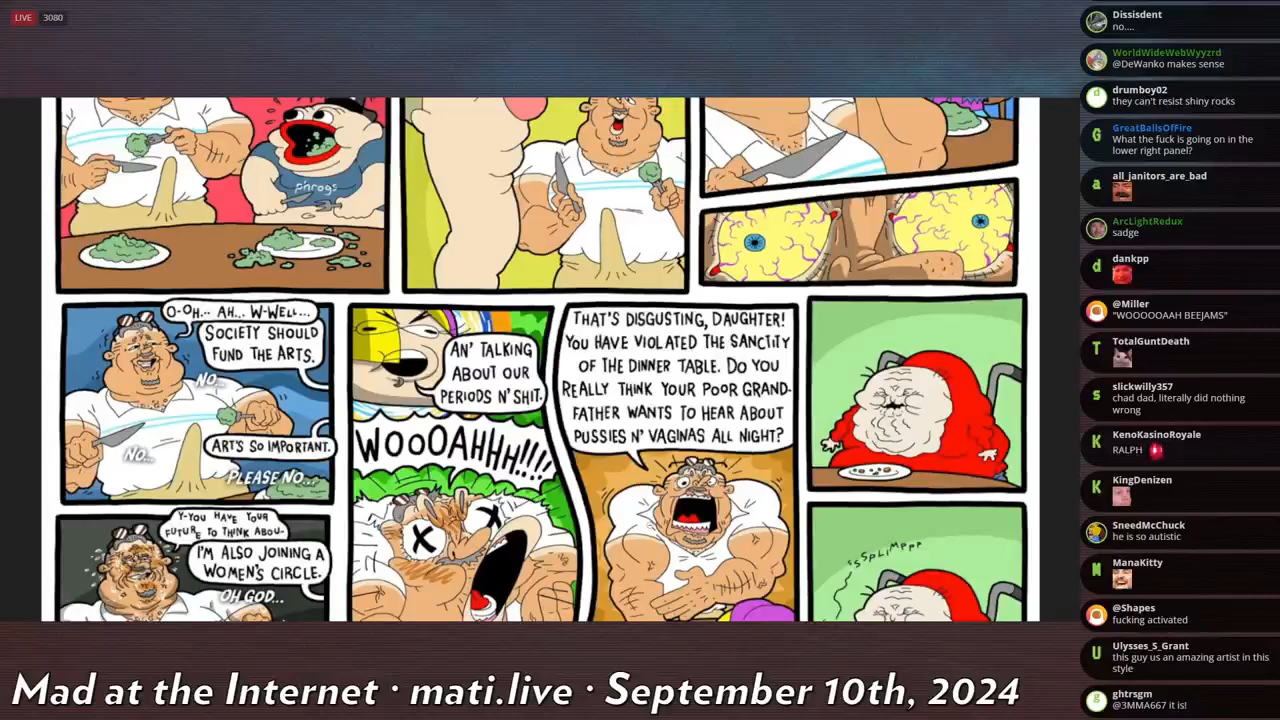 LIVE 3080
phrogs
O-OH... AH... W-WELL...
SOCIETY SHOULD
FUND THE ARTS.
NO...
NO...
ART'S SO IMPORTANT.
PLEASE NO...
Y-YOU HAVE YOUR
FUTURE TO THINK ABOU-
I'M ALSO JOINING A
WOMEN'S CIRCLE.
OH GOD...
AN' TALKING
ABOUT OUR
PERIODS N' SHIT.
WOOOAHHH!!!!
THAT'S DISGUSTING, DAUGHTER!
YOU HAVE VIOLATED THE SANCTITY
OF THE DINNER TABLE. DO YOU
REALLY THINK YOUR POOR GRAND-
FATHER WANTS TO HEAR ABOUT
PUSSIES N' VAGINAS ALL NIGHT?
Dissisdent
no....
WorldWideWebWyyzrd
@DeWanko makes sense
drumboy02
they can't resist shiny rocks
GreatBallsOfFire
What the fuck is going on in the
lower right panel?
all_janitors_are_bad
ArcLightRedux
sadge
dankpp
@Miller
"WOOOOOAAH BEEJAMS"
TotalGuntDeath
slickwilly357
chad dad, literally did nothing
wrong
KenoKasinoRoyale
RALPH
KingDenizen
SneedMcChuck
he is so autistic
ManaKitty
@Shapes
fucking activated
Ulysses_S_Grant
this guy us an amazing artist in this
style
ghtrsgm
@3MMA667 it is!
Mad at the Internet · mati.live · September 10th, 2024